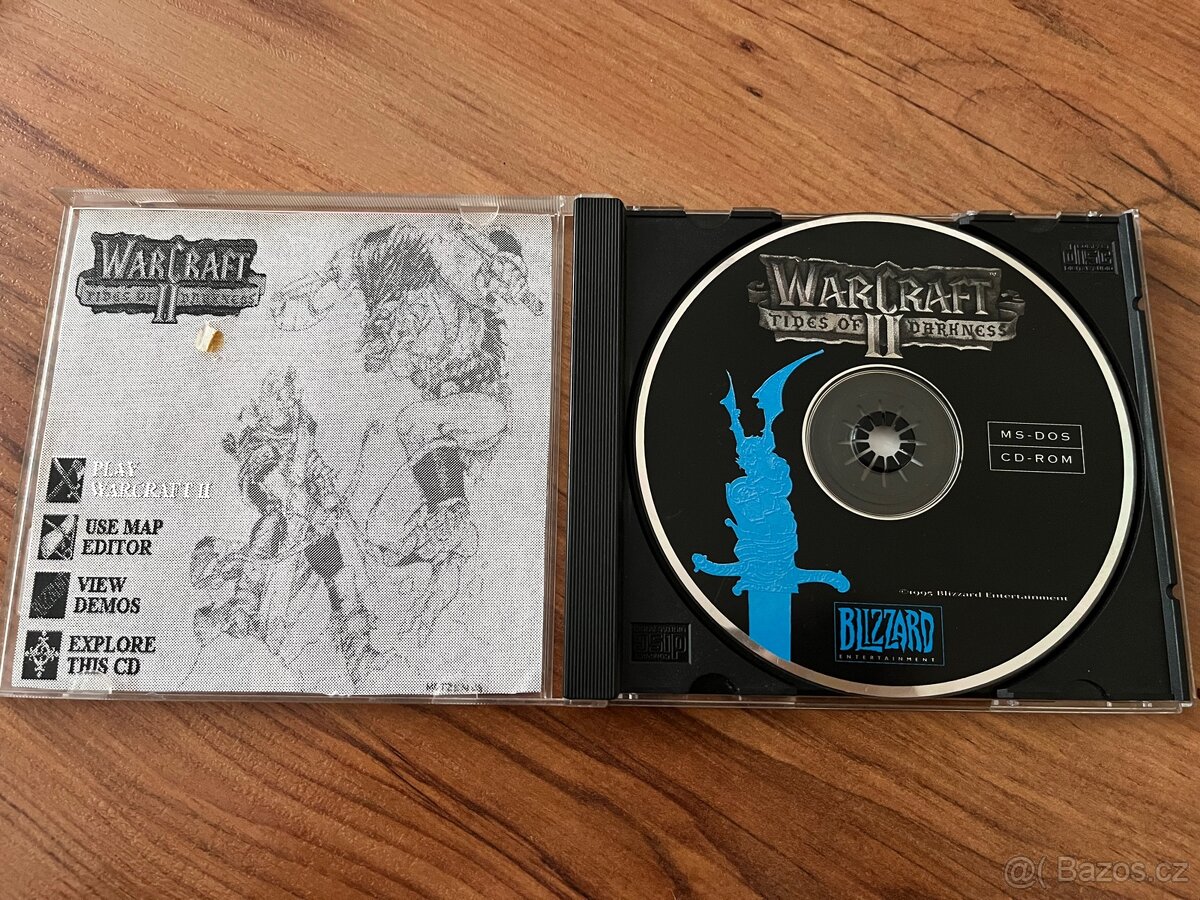 WARCRAFT
II
TIDES OF DARKNESS
PLAY
WARCRAFT II
USE MAP
EDITOR
VIEW
DEMOS
EXPLORE
THIS CD
WARCRAFT™
TIDES OF II DARKNESS
MS-DOS
CD-ROM
©1995 Blizzard Entertainment
BLIZZARD
ENTERTAINMENT
Bazos.cz